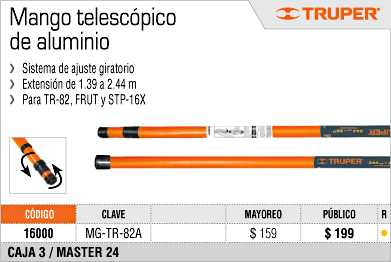 Mango telescópico
de aluminio
TRUPER®
› Sistema de ajuste giratorio
› Extensión de 1.39 a 2.44 m
› Para TR-82, FRUT y STP-16X
TRUPER
TRUPER
CÓDIGO CLAVE MAYOREO PÚBLICO R
16000 MG-TR-82A $ 159 $ 199
CAJA 3 / MASTER 24